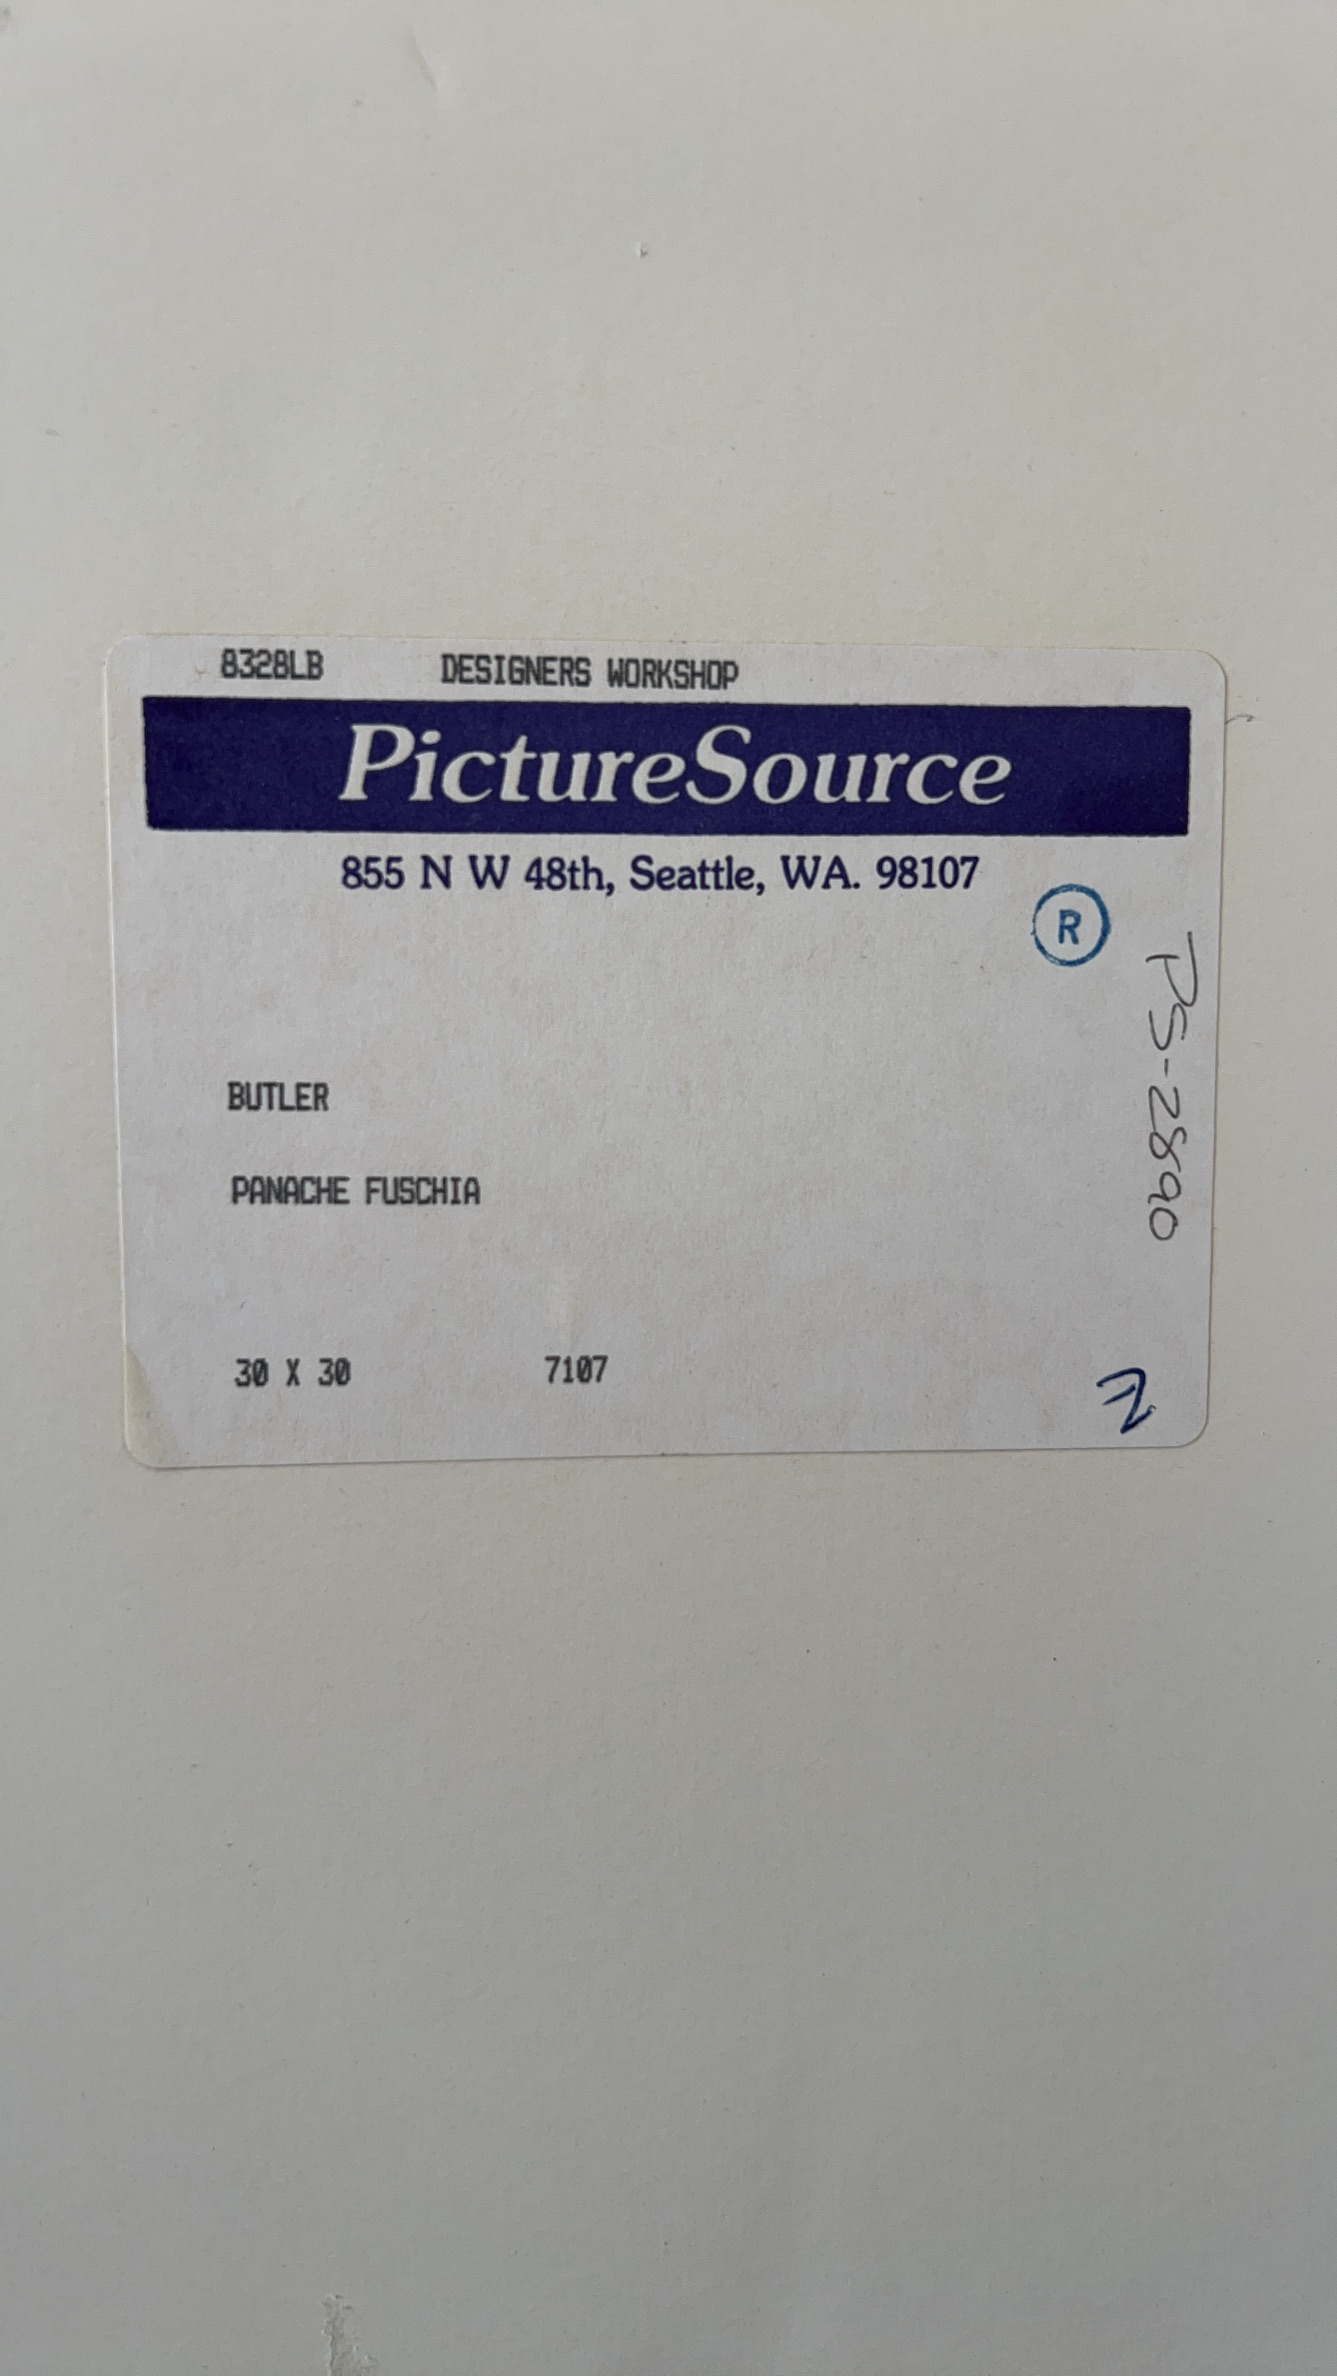 8328LB DESIGNERS WORKSHOP
PictureSource
855 N W 48th, Seattle, WA. 98107
R
PS-2890
BUTLER
PANACHE FUSCHIA
30 X 30 7107